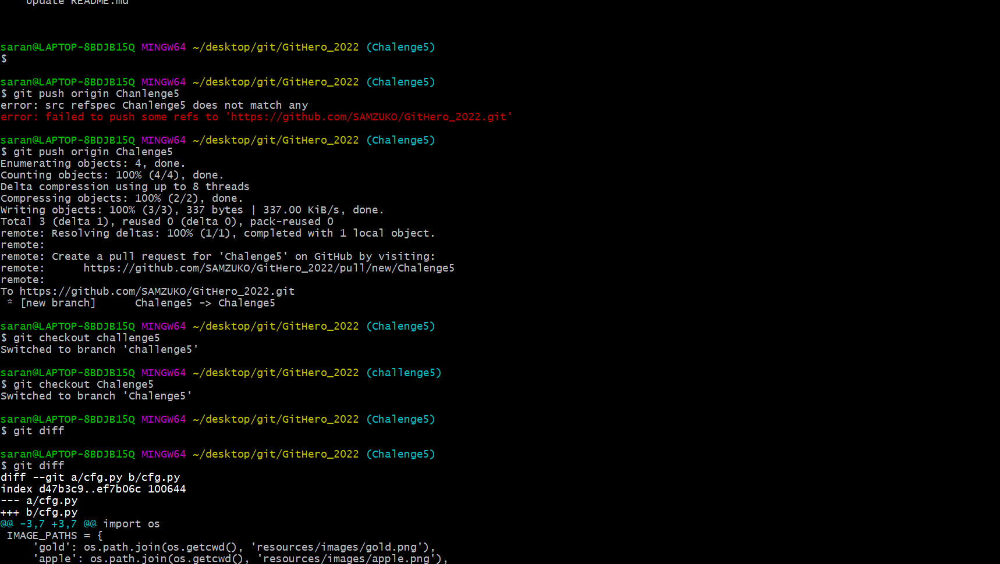 Update README.md
saran@LAPTOP-8BDJB15Q MINGW64 ~/desktop/git/GitHero_2022 (Chalenge5)
$
saran@LAPTOP-8BDJB15Q MINGW64 ~/desktop/git/GitHero_2022 (Chalenge5)
$ git push origin Chanlenge5
error: src refspec Chanlenge5 does not match any
error: failed to push some refs to 'https://github.com/SAMZUKO/GitHero_2022.git'
saran@LAPTOP-8BDJB15Q MINGW64 ~/desktop/git/GitHero_2022 (Chalenge5)
$ git push origin Chalenge5
Enumerating objects: 4, done.
Counting objects: 100% (4/4), done.
Delta compression using up to 8 threads
Compressing objects: 100% (2/2), done.
Writing objects: 100% (3/3), 337 bytes | 337.00 KiB/s, done.
Total 3 (delta 1), reused 0 (delta 0), pack-reused 0
remote: Resolving deltas: 100% (1/1), completed with 1 local object.
remote:
remote: Create a pull request for 'Chalenge5' on GitHub by visiting:
remote:      https://github.com/SAMZUKO/GitHero_2022/pull/new/Chalenge5
remote:
To https://github.com/SAMZUKO/GitHero_2022.git
 * [new branch]      Chalenge5 -> Chalenge5
saran@LAPTOP-8BDJB15Q MINGW64 ~/desktop/git/GitHero_2022 (Chalenge5)
$ git checkout challenge5
Switched to branch 'challenge5'
saran@LAPTOP-8BDJB15Q MINGW64 ~/desktop/git/GitHero_2022 (challenge5)
$ git checkout Chalenge5
Switched to branch 'Chalenge5'
saran@LAPTOP-8BDJB15Q MINGW64 ~/desktop/git/GitHero_2022 (Chalenge5)
$ git diff
saran@LAPTOP-8BDJB15Q MINGW64 ~/desktop/git/GitHero_2022 (Chalenge5)
$ git diff
diff --git a/cfg.py b/cfg.py
index d47b3c9..ef7b06c 100644
--- a/cfg.py
+++ b/cfg.py
@@ -3,7 +3,7 @@ import os
 IMAGE_PATHS = {
     'gold': os.path.join(os.getcwd(), 'resources/images/gold.png'),
     'apple': os.path.join(os.getcwd(), 'resources/images/apple.png'),